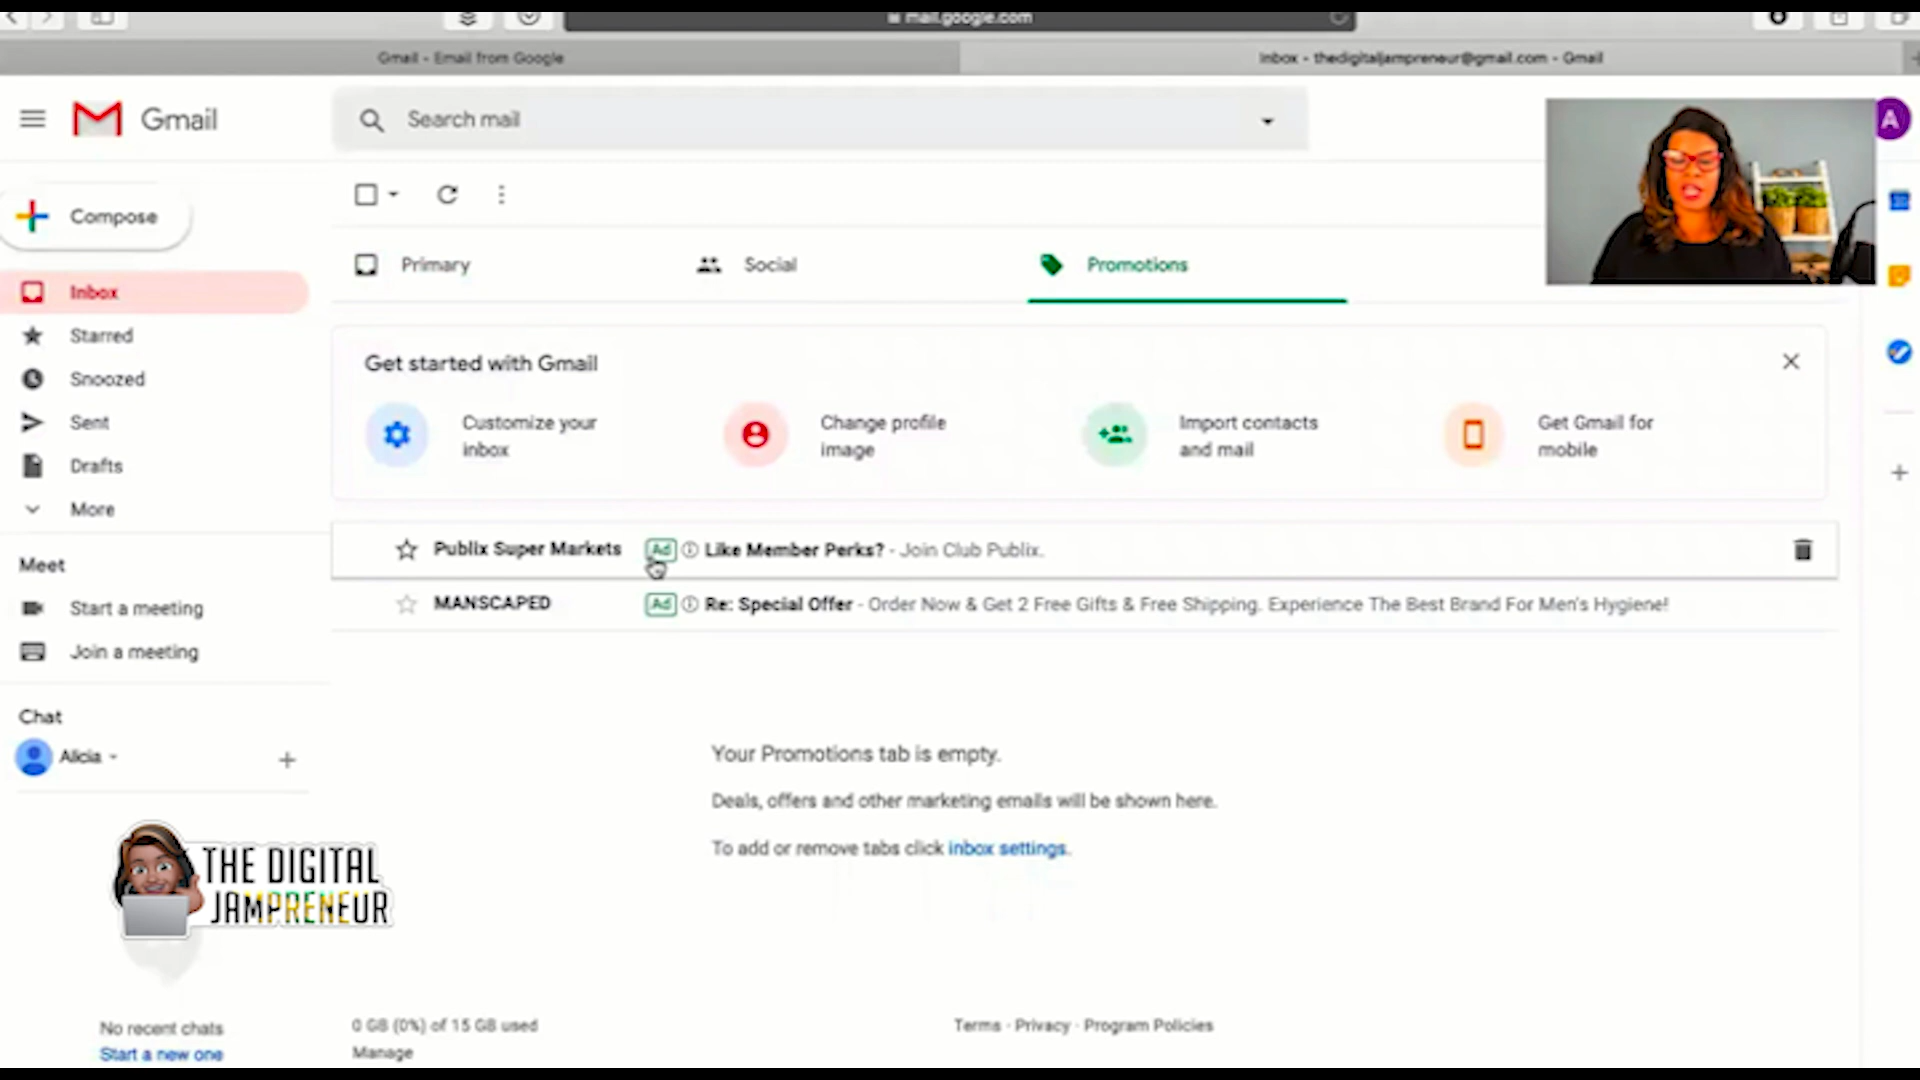 mail.google.com
Gmail - Email from Google
Inbox - thedigitaljampreneur@gmail.com - Gmail
Gmail
Search mail
A
Compose
Primary
Social
Promotions
Inbox
Starred
Snoozed
Sent
Drafts
More
Get started with Gmail
Customize your
inbox
Change profile
image
Import contacts
and mail
Get Gmail for
mobile
Publix Super Markets Ad Like Member Perks? - Join Club Publix.
MANSCAPED Ad Re: Special Offer - Order Now & Get 2 Free Gifts & Free Shipping. Experience The Best Brand For Men's Hygiene!
Meet
Start a meeting
Join a meeting
Chat
Alicia
Your Promotions tab is empty.
Deals, offers and other marketing emails will be shown here.
To add or remove tabs click inbox settings.
THE DIGITAL
JAMPRENEUR
No recent chats
Start a new one
0 GB (0%) of 15 GB used
Manage
Terms · Privacy · Program Policies